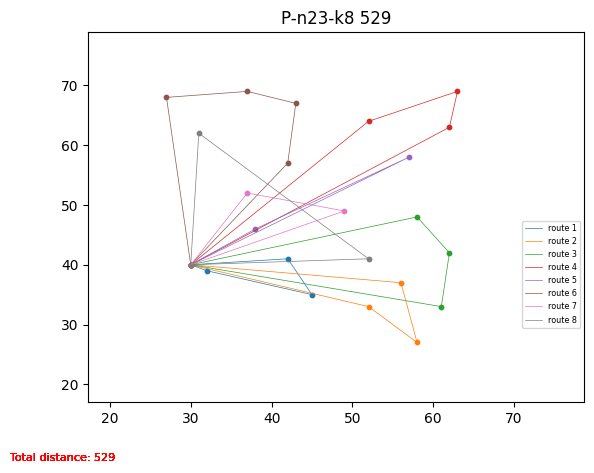 P-n23-k8 529
70
60
50
40
30
20
20 30 40 50 60 70
route 1
route 2
route 3
route 4
route 5
route 6
route 7
route 8
Total distance: 529